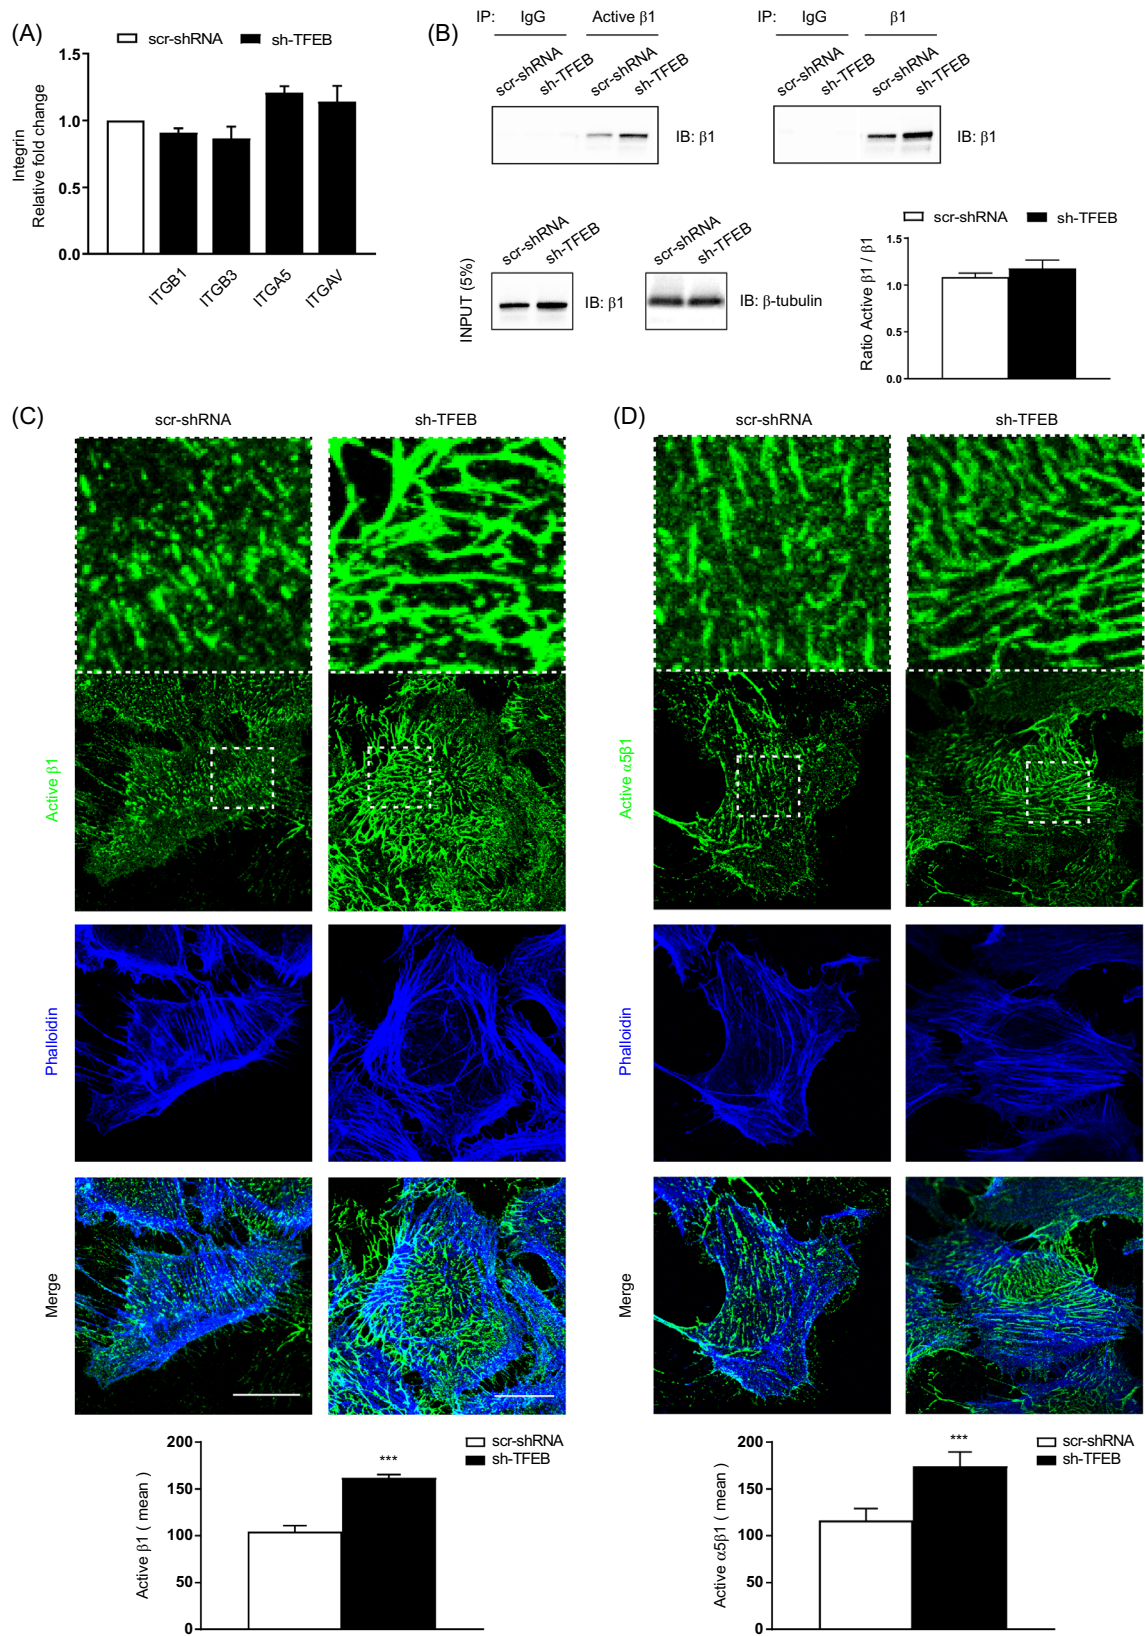 (A)
scr-shRNA
sh-TFEB
Integrin
Relative fold change
1.5
1.0
0.5
0.0
ITGB1
ITGB3
ITGA5
ITGAV
(B)
IP:
IgG
Active β1
scr-shRNA
sh-TFEB
scr-shRNA
sh-TFEB
IB: β1
IP:
IgG
β1
scr-shRNA
sh-TFEB
scr-shRNA
sh-TFEB
IB: β1
INPUT (5%)
scr-shRNA
sh-TFEB
IB: β1
scr-shRNA
sh-TFEB
IB: β-tubulin
scr-shRNA
sh-TFEB
Ratio Active β1 / β1
1.5
1.0
0.5
0.0
(C)
scr-shRNA
sh-TFEB
Active β1
Phalloidin
Merge
Active β1 ( mean )
200
150
100
50
0
***
scr-shRNA
sh-TFEB
(D)
scr-shRNA
sh-TFEB
Active α5β1
Phalloidin
Merge
Active α5β1 ( mean )
200
150
100
50
0
***
scr-shRNA
sh-TFEB